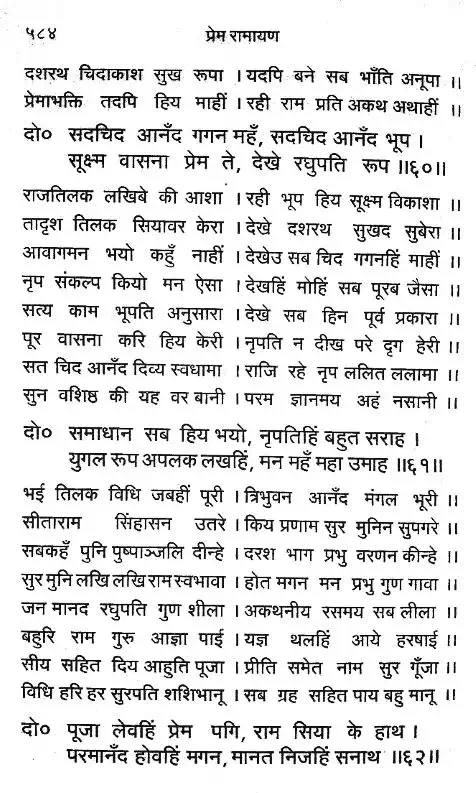 ५८४
प्रेम रामायण
दशरथ चिदाकाश सुख रूपा । यदपि बने सब भाँति अनूपा ।।
प्रेमाभक्ति तदपि हिय माहीं । रही राम प्रति अकथ अथाहीं ।।
दो० सदचिद आनँद गगन महँ, सदचिद आनँद भूप ।
सूक्ष्म वासना प्रेम ते, देखे रघुपति रूप ।।६०।।
राजतिलक लखिबे की आशा । रही भूप हिय सूक्ष्म विकाशा ।।
तादृश तिलक सियावर केरा । देखे दशरथ सुखद सुबेरा ।।
आवागमन भयो कहुँ नाहीं । देखेउ सब चिद गगनहिं माहीं ।।
नृप संकल्प कियो मन ऐसा । देखहिं मोहिं सब पूरब जैसा ।।
सत्य काम भूपति अनुसारा । देखे सब हिन पूर्व प्रकारा ।।
पूर वासना करि हिय केरी । नृपति न दीख परे दृग हेरी ।।
सत चिद आनँद दिव्य स्वधामा । राजि रहे नृप ललित ललामा ।।
सुन वशिष्ठ की यह वर बानी । परम ज्ञानमय अहं नसानी ।।
दो० समाधान सब हिय भयो, नृपतिहिं बहुत सराह ।
युगल रूप अपलक लखहिं, मन महँ महा उमाह ।।६१।।
भई तिलक विधि जबहीं पूरी । त्रिभुवन आनँद मंगल भूरी ।।
सीताराम सिंहासन उतरे । किय प्रणाम सुर मुनिन सुपगरे ।
सबकहँ पुनि पुष्पाञ्जलि दीन्हे । दरश भाग प्रभु वरणन कीन्हे ।।
सुर मुनि लखि लखि राम स्वभावा । होत मगन मन प्रभु गुण गावा ।।
जन मानद रघुपति गुण शीला । अकथनीय रसमय सब लीला ।।
बहुरि राम गुरु आज्ञा पाई । यज्ञ थलहिं आये हरषाई ।।
सीय सहित दिय आहुति पूजा । प्रीति समेत नाम सुर गूँजा ।।
विधि हरि हर सुरपति शशिभानू । सब ग्रह सहित पाय बहु मानू ।।
दो० पूजा लेवहिं प्रेम पगि, राम सिया के हाथ ।
परमानँद होवहिं मगन, मानत निजहिं सनाथ ।।६२।।